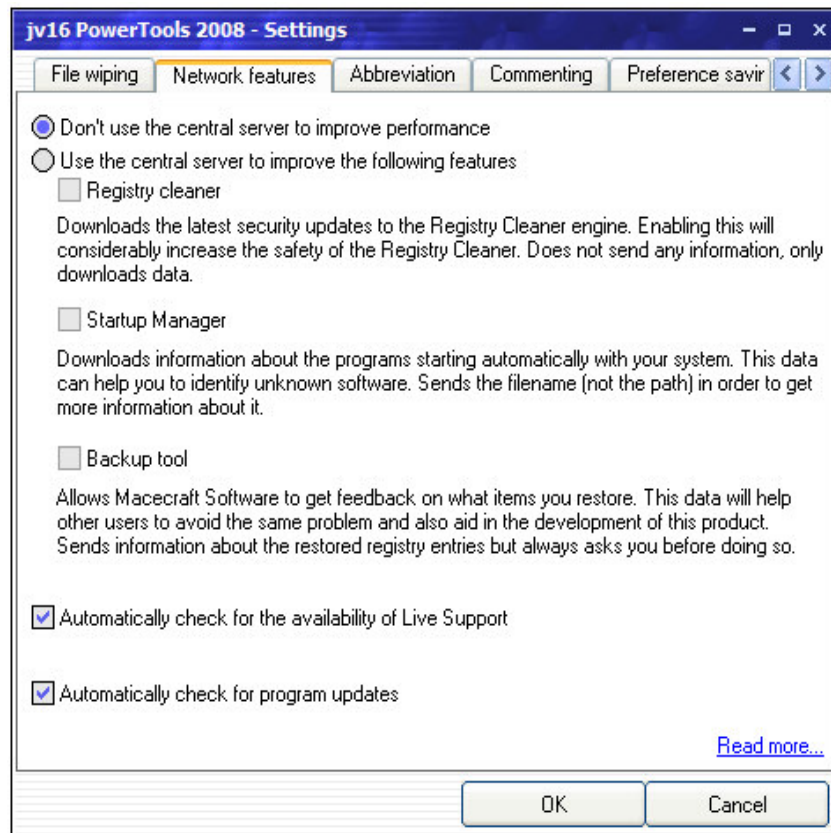 jv16 PowerTools 2008 - Settings
File wiping Network features Abbreviation Commenting Preference savir
Don't use the central server to improve performance
Use the central server to improve the following features
Registry cleaner
Downloads the latest security updates to the Registry Cleaner engine. Enabling this will
considerably increase the safety of the Registry Cleaner. Does not send any information, only
downloads data.
Startup Manager
Downloads information about the programs starting automatically with your system. This data
can help you to identify unknown software. Sends the filename (not the path) in order to get
more information about it.
Backup tool
Allows Macecraft Software to get feedback on what items you restore. This data will help
other users to avoid the same problem and also aid in the development of this product.
Sends information about the restored registry entries but always asks you before doing so.
Automatically check for the availability of Live Support
Automatically check for program updates
Read more...
OK Cancel